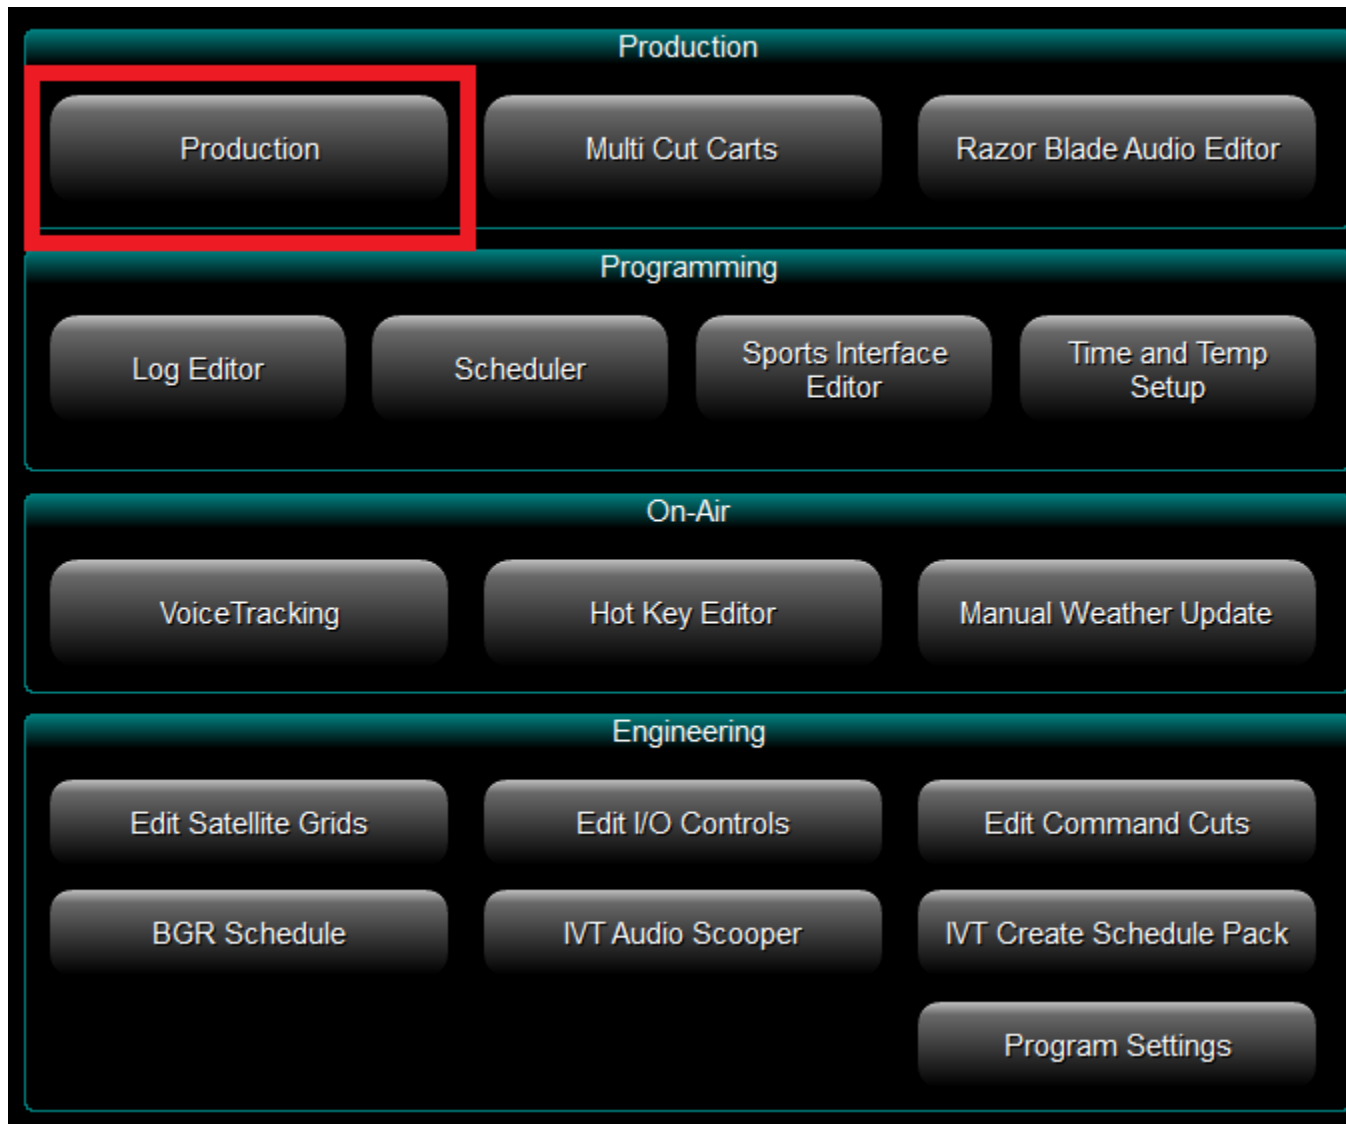 Production
Production
Multi Cut Carts
Razor Blade Audio Editor
Programming
Log Editor
Scheduler
Sports Interface
Editor
Time and Temp
Setup
On-Air
VoiceTracking
Hot Key Editor
Manual Weather Update
Engineering
Edit Satellite Grids
Edit I/O Controls
Edit Command Cuts
BGR Schedule
IVT Audio Scooper
IVT Create Schedule Pack
Program Settings